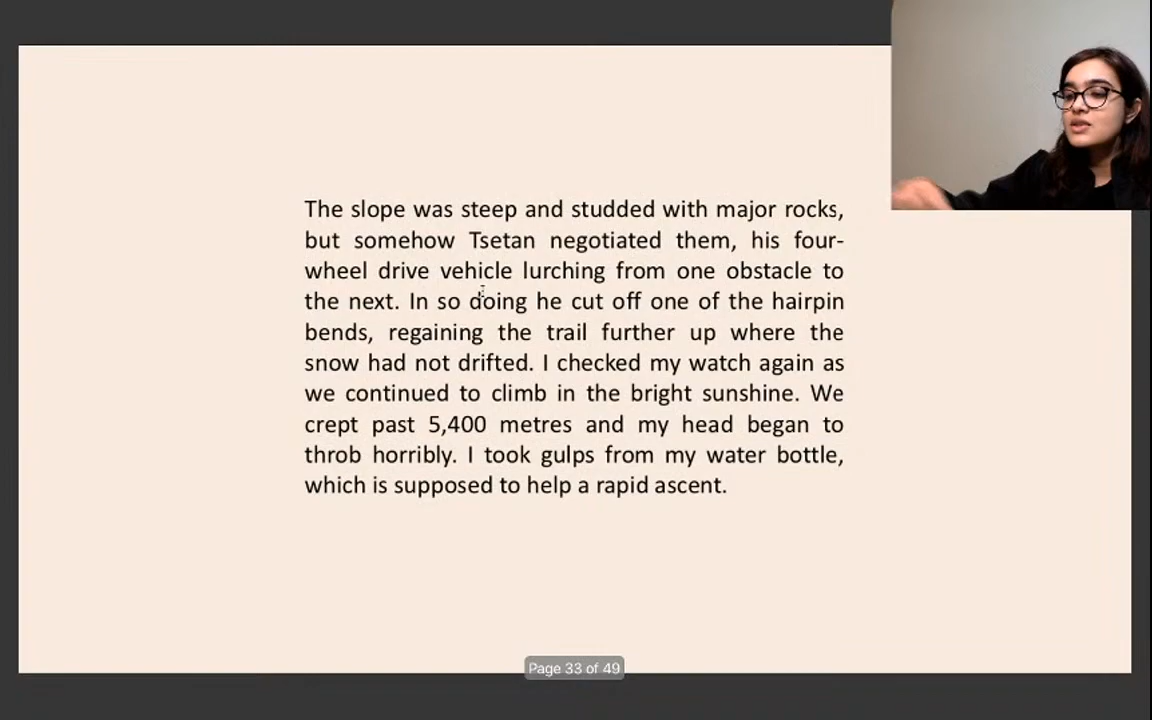 The slope was steep and studded with major rocks,
but somehow Tsetan negotiated them, his four-
wheel drive vehicle lurching from one obstacle to
the next. In so doing he cut off one of the hairpin
bends, regaining the trail further up where the
snow had not drifted. I checked my watch again as
we continued to climb in the bright sunshine. We
crept past 5,400 metres and my head began to
throb horribly. I took gulps from my water bottle,
which is supposed to help a rapid ascent.
Page 33 of 49